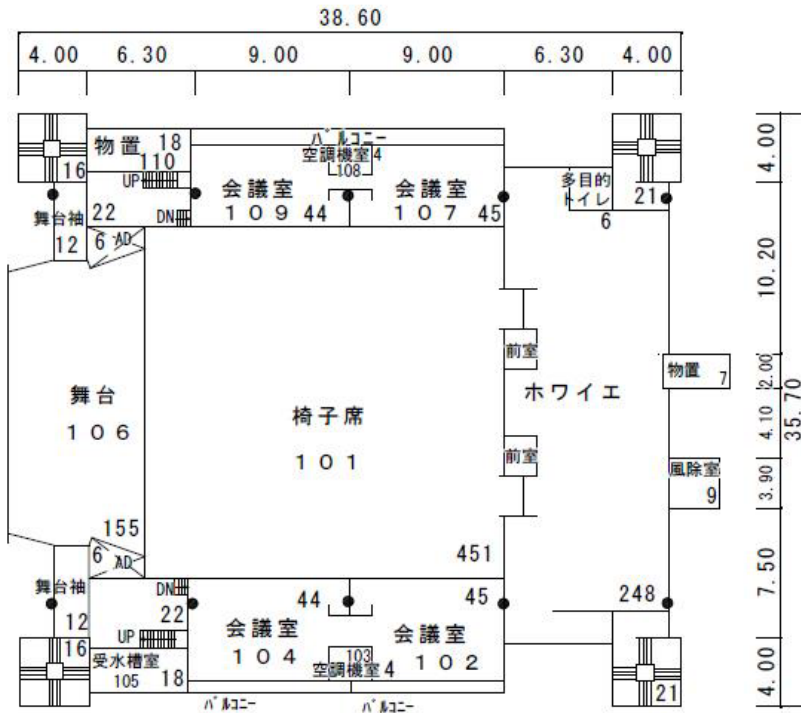 38.60
4.00 6.30 9.00 9.00 6.30 4.00
物置 18
110
16
UP
バルコニー
空調機室 4
108
会議室
109 44
会議室
107 45
多目的
トイレ
6
21
4.00
舞台袖
12
22
DN
6 AD
10.20
前室
物置 7
2.00
舞台
106
椅子席
101
ホワイエ
4.10
35.70
前室
風除室
9
3.90
155
6 AD
451
舞台袖
12
DN
22
UP
44
45
248
7.50
会議室
104
会議室
102
16
受水槽室
105 18
103
空調機室 4
21
4.00
バルコニー
バルコニー